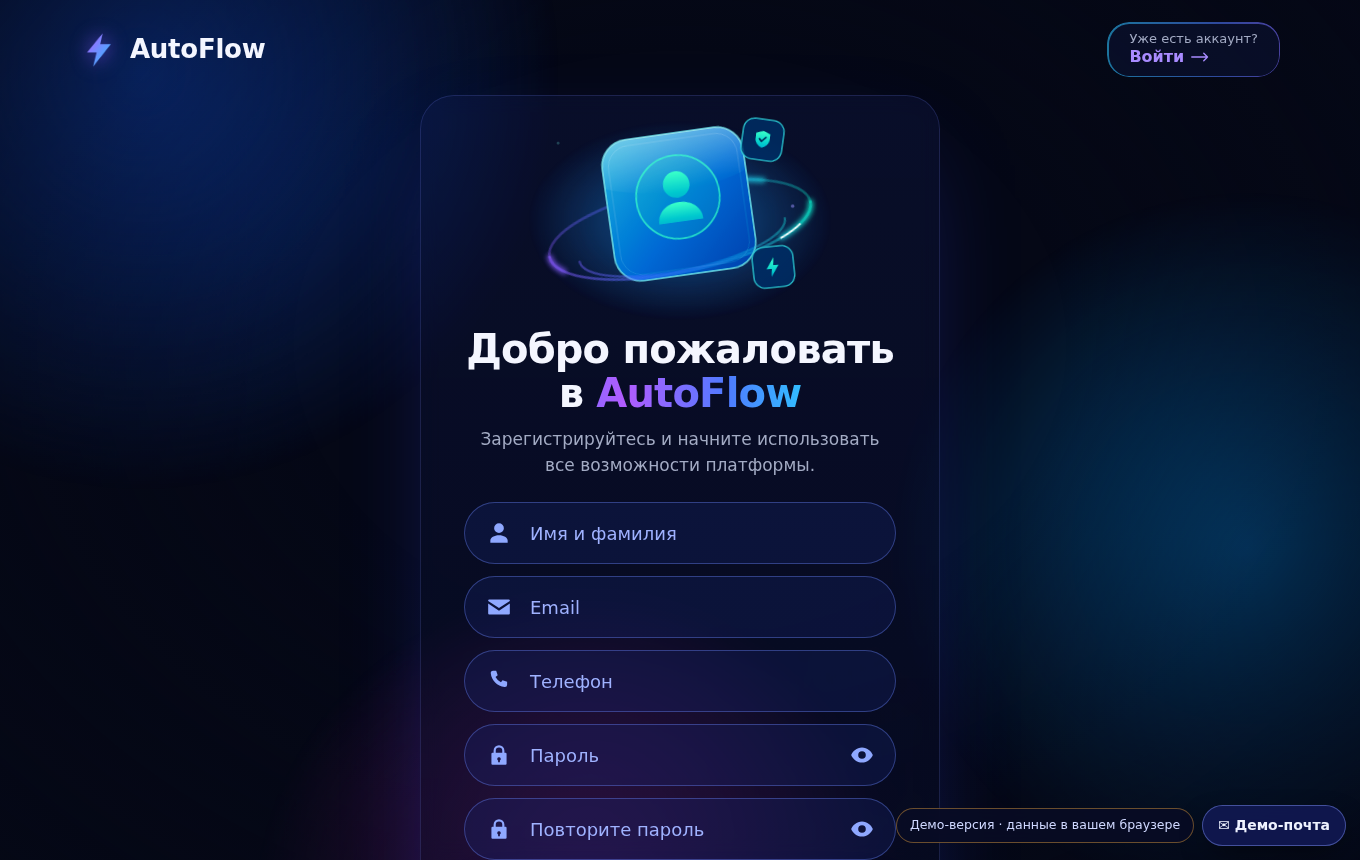 AutoFlow
Уже есть аккаунт?
Войти →
Добро пожаловать
в AutoFlow
Зарегистрируйтесь и начните использовать
все возможности платформы.
Имя и фамилия
Email
Телефон
Пароль
Повторите пароль
Демо-версия · данные в вашем браузере
✉ Демо-почта